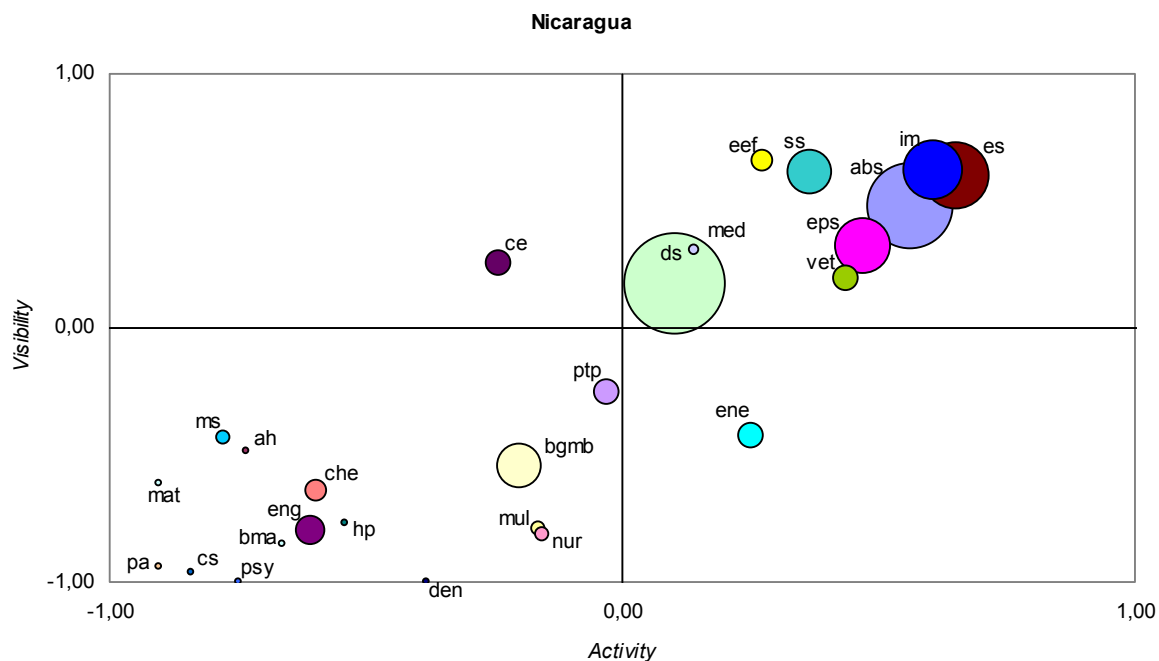 Nicaragua
1,00
im
es
eef
ss
abs
eps
med
ce
ds
vet
0,00
Visibility
ptp
ene
ms
ah
bgmb
che
mat
eng
mul
hp
bma
nur
cs
pa
psy
-1,00
den
-1,00
0,00
1,00
Activity